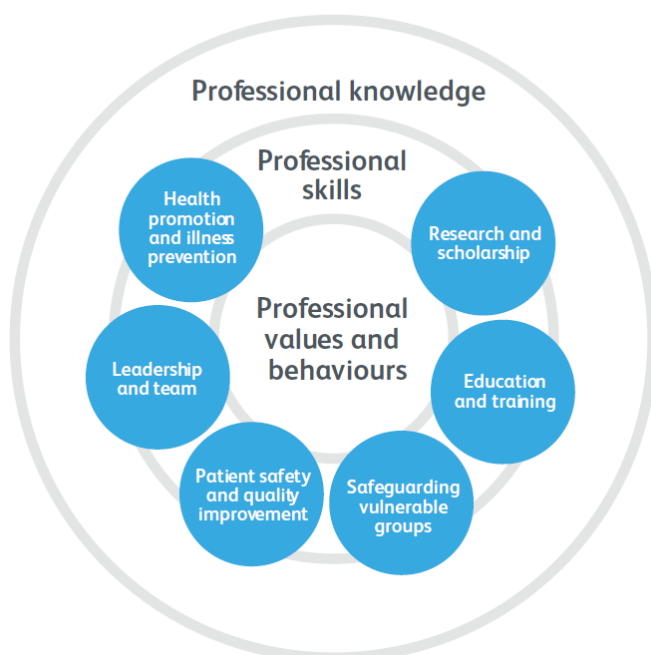 Professional knowledge
Professional
skills
Health
promotion
and illness
prevention
Research and
scholarship
Professional
values and
behaviours
Leadership
and team
Education
and training
Patient safety
and quality
improvement
Safeguarding
vulnerable
groups